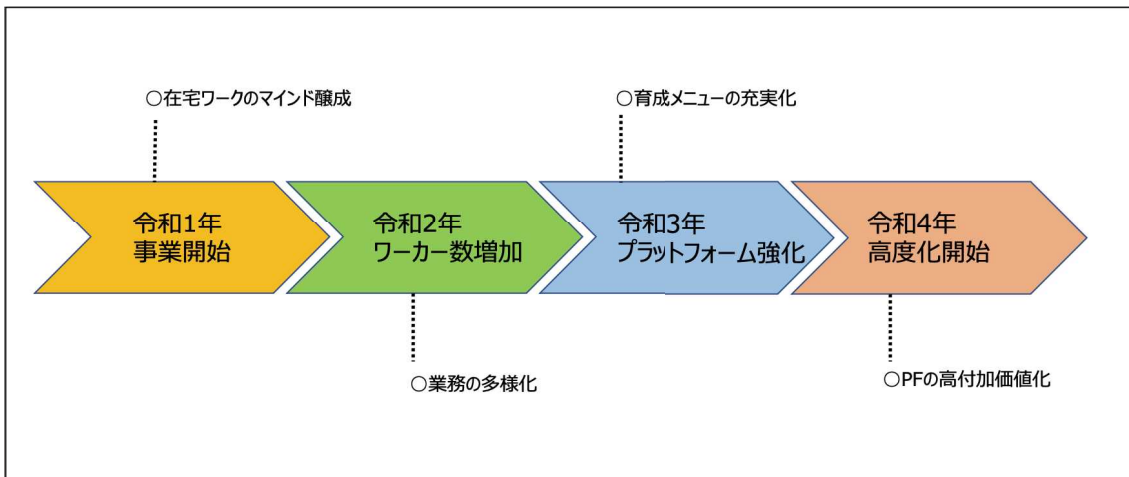 ○在宅ワークのマインド醸成
○育成メニューの充実化
令和1年
事業開始
令和2年
ワーカー数増加
令和3年
プラットフォーム強化
令和4年
高度化開始
○業務の多様化
○PFの高付加価値化